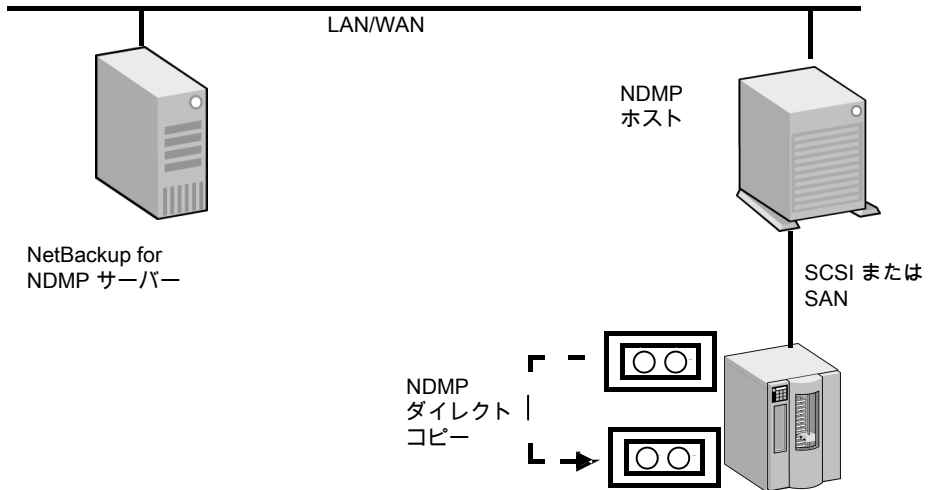 LAN/WAN
NDMP
ホスト
NetBackup for
NDMP サーバー
SCSI または
SAN
NDMP
ダイレクト
コピー